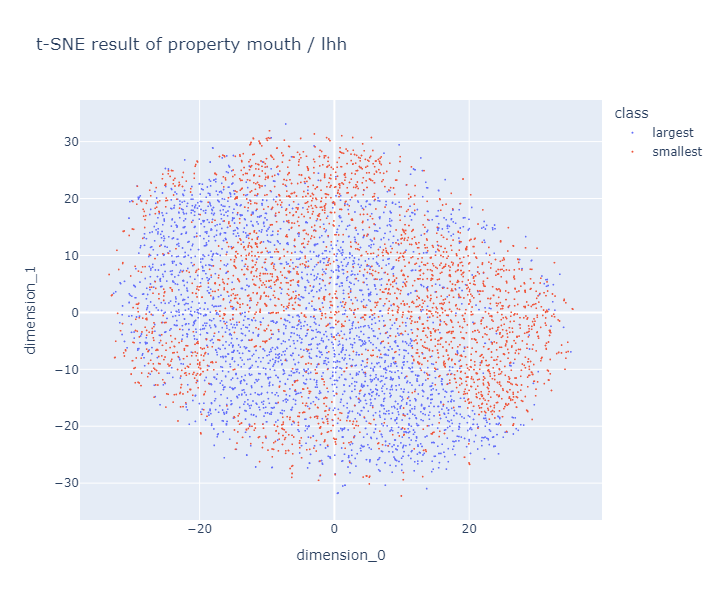 t-SNE result of property mouth / lhh
class
largest
smallest
30
20
10
0
−10
−20
−30
dimension_1
−20
0
20
dimension_0